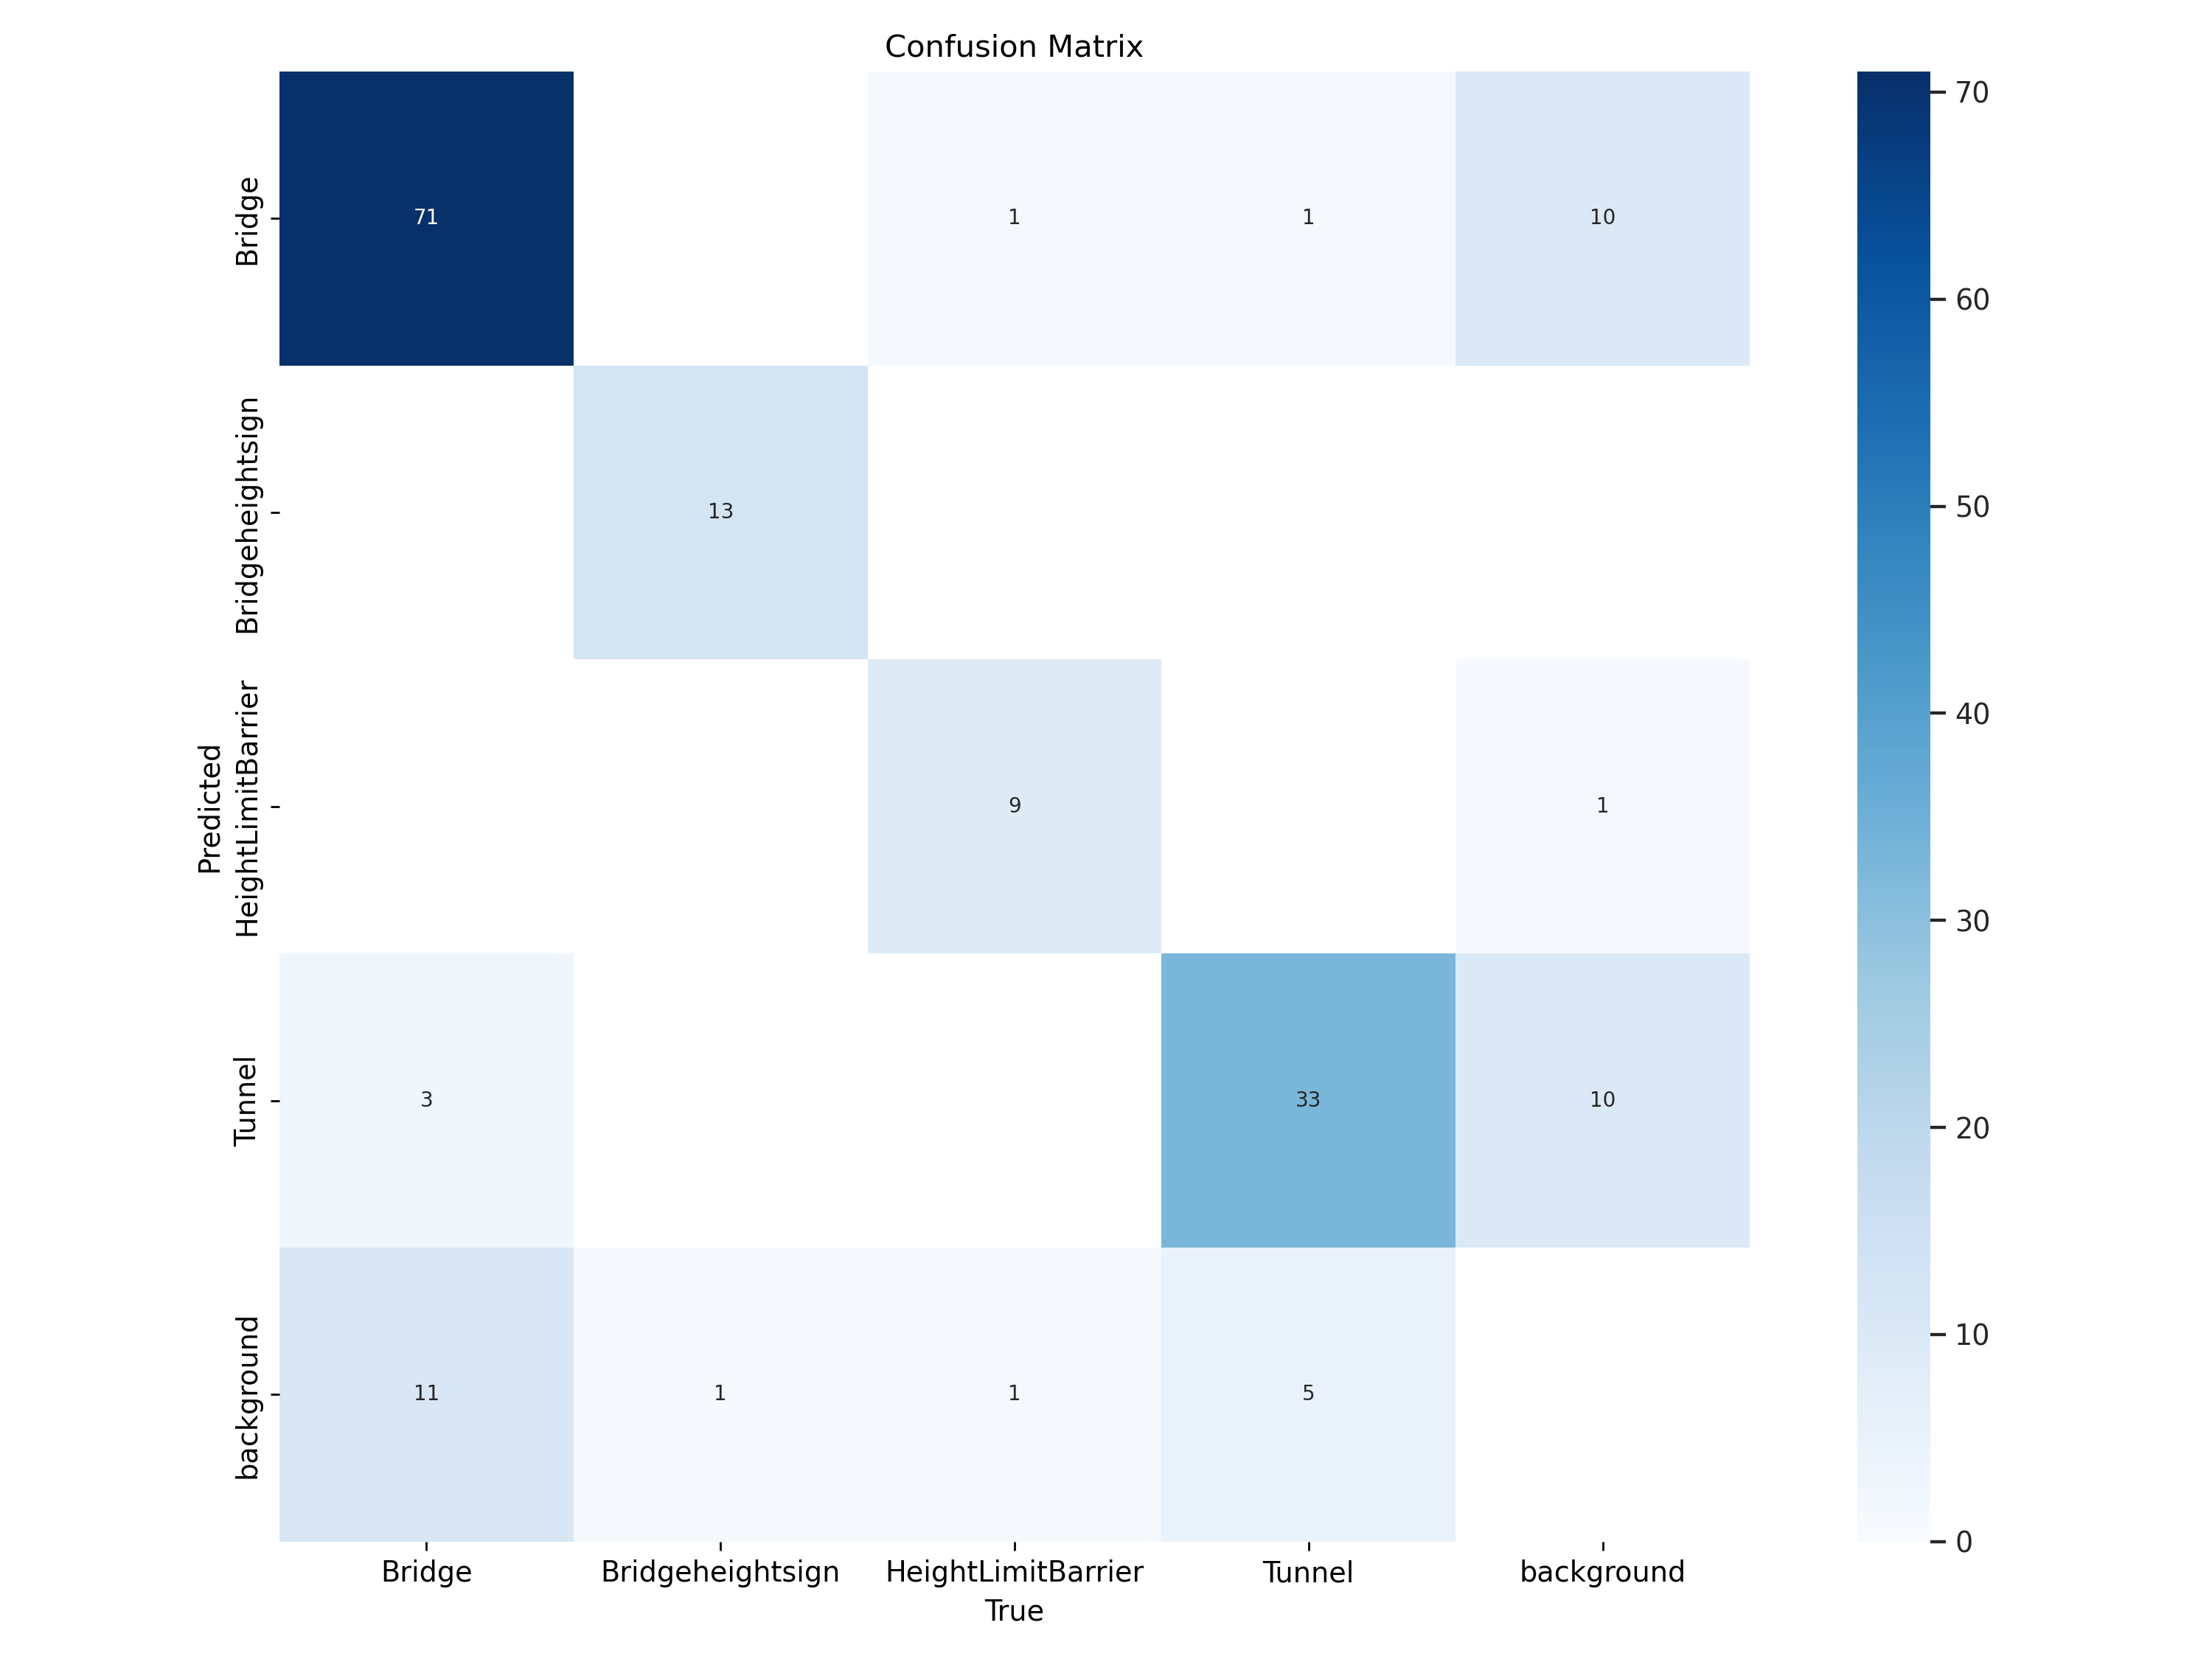 Confusion Matrix
Predicted
Bridge
71
1
1
10
Bridgeheightsign
13
HeightLimitBarrier
9
1
Tunnel
3
33
10
background
11
1
1
5
Bridge
Bridgeheightsign
HeightLimitBarrier
Tunnel
background
True
70
60
50
40
30
20
10
0